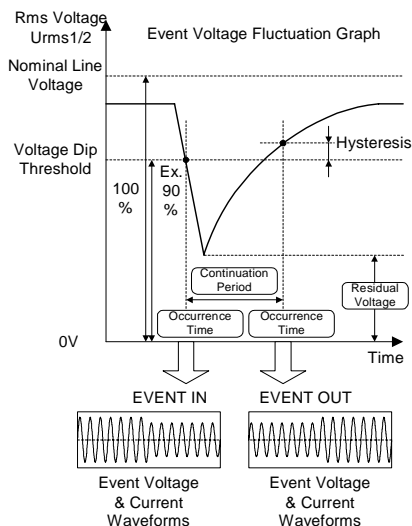 Rms Voltage
Urms1/2
Event Voltage Fluctuation Graph
Nominal Line
Voltage
Hysteresis
Voltage Dip
Threshold
Ex.
100
%
90
%
Continuation
Period
Residual
Voltage
Occurrence
Time
Occurrence
Time
0V
Time
EVENT IN
EVENT OUT
Event Voltage
& Current
Waveforms
Event Voltage
& Current
Waveforms